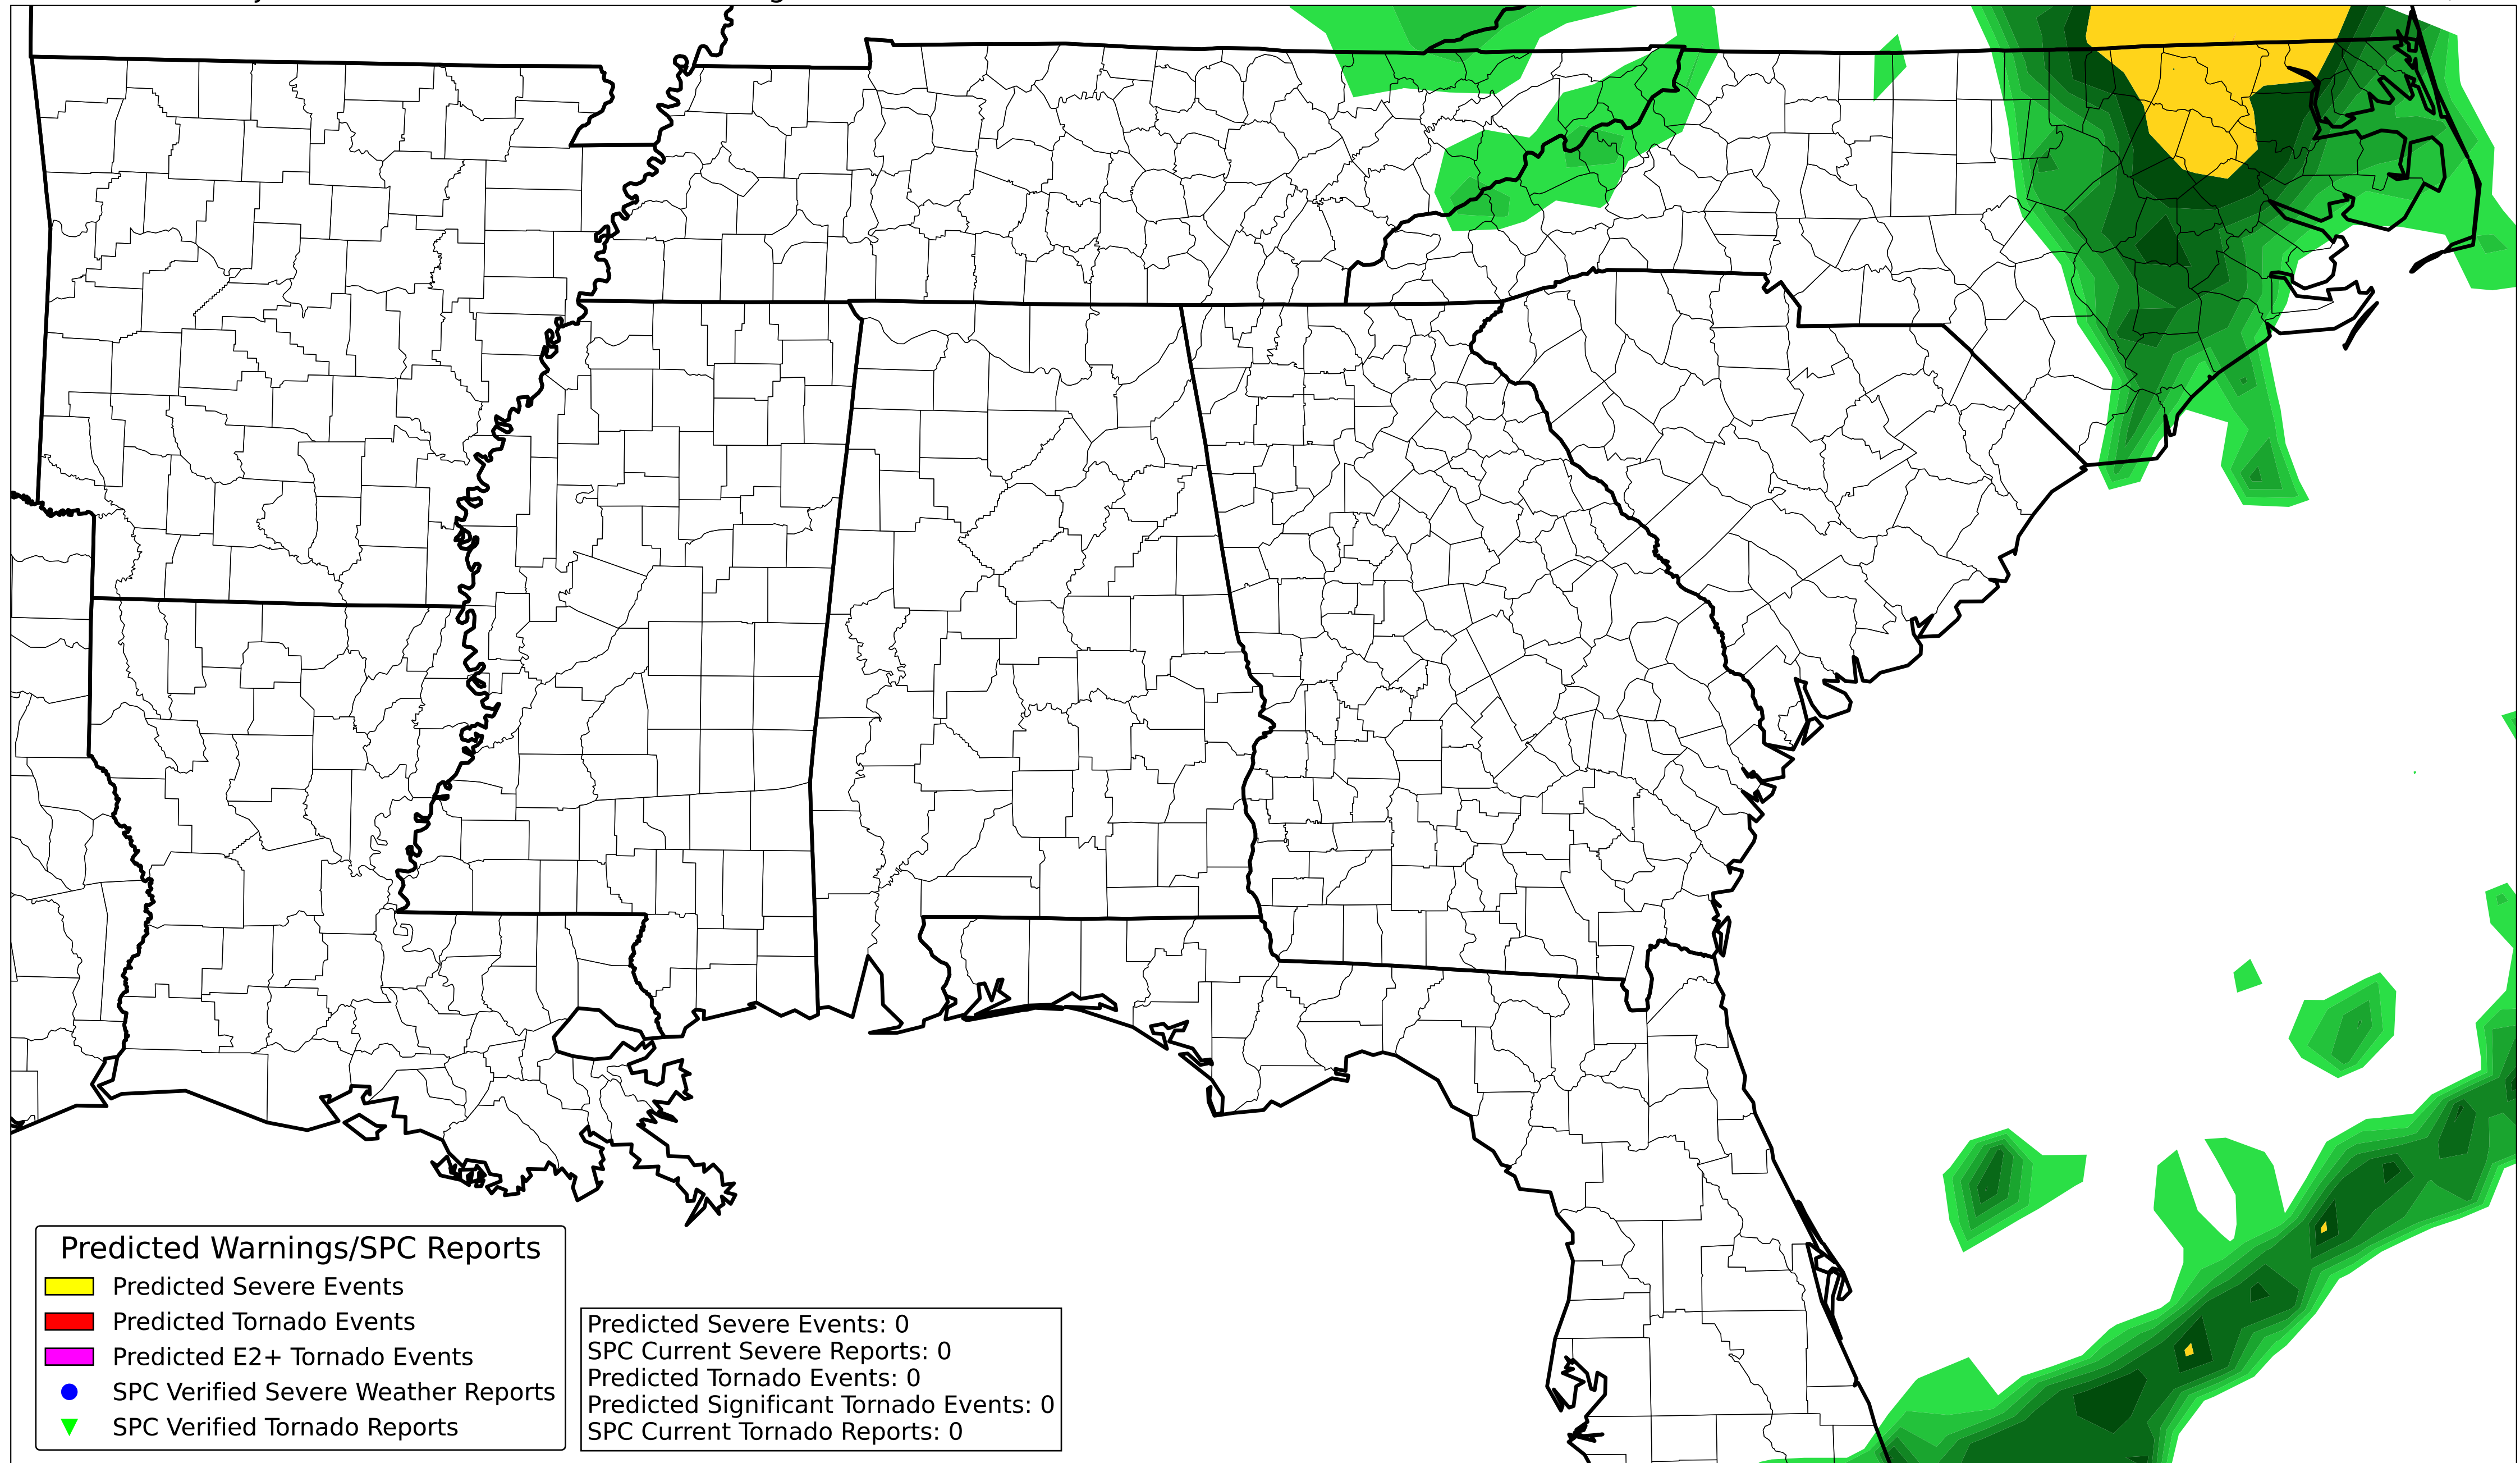 Predicted Warnings/SPC Reports
Predicted Severe Events
Predicted Tornado Events
Predicted E2+ Tornado Events
SPC Verified Severe Weather Reports
SPC Verified Tornado Reports
Predicted Severe Events: 0
SPC Current Severe Reports: 0
Predicted Tornado Events: 0
Predicted Significant Tornado Events: 0
SPC Current Tornado Reports: 0